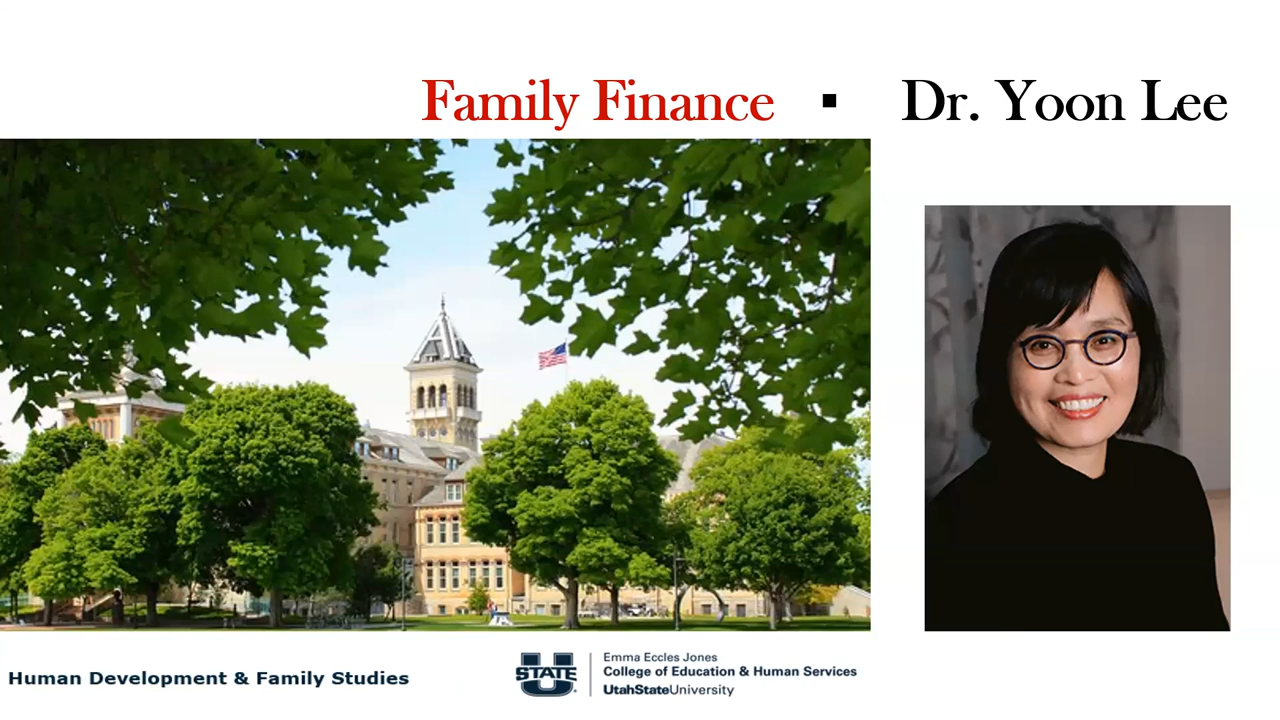 Family Finance ▪ Dr. Yoon Lee
Human Development & Family Studies
STATE
U
Emma Eccles Jones
College of Education & Human Services
UtahStateUniversity